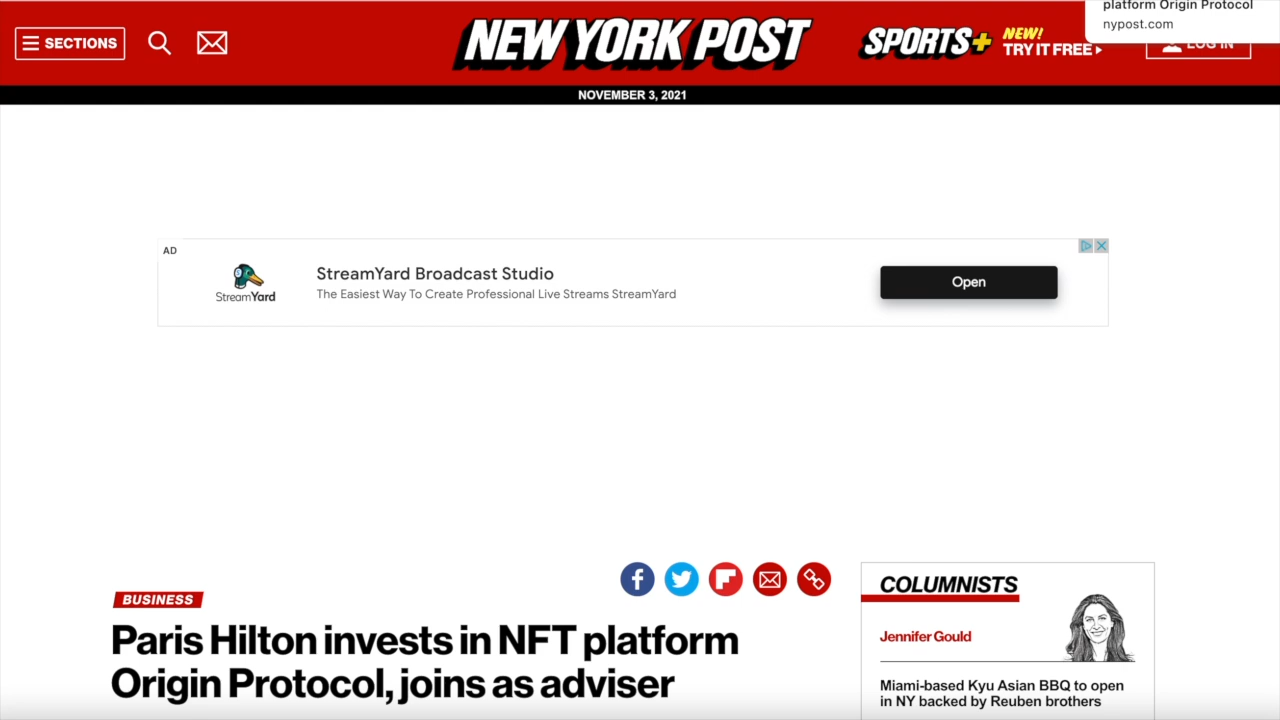 platform Origin Protocol
nypost.com
SECTIONS
NEW YORK POST
SPORTS+
NEW!
TRY IT FREE
LOG IN
NOVEMBER 3, 2021
AD
StreamYard
StreamYard Broadcast Studio
The Easiest Way To Create Professional Live Streams StreamYard
Open
BUSINESS
Paris Hilton invests in NFT platform
Origin Protocol, joins as adviser
COLUMNISTS
Jennifer Gould
Miami-based Kyu Asian BBQ to open
in NY backed by Reuben brothers